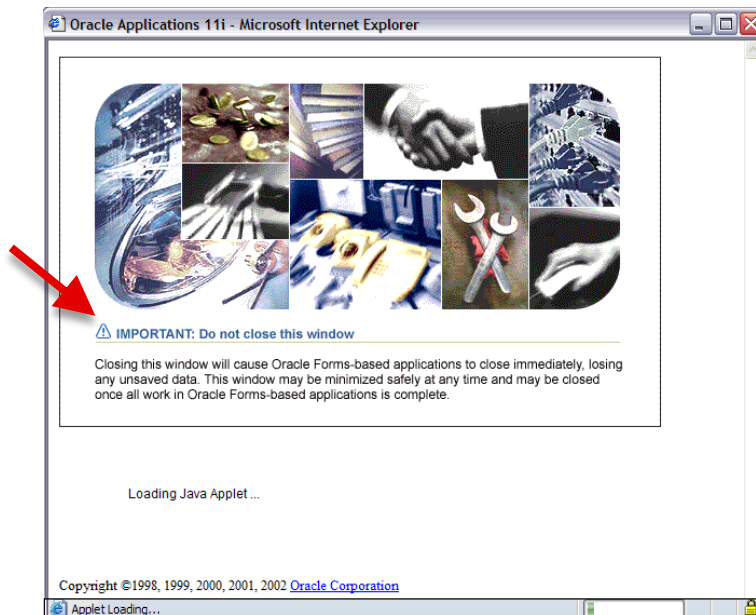 Oracle Applications 11i - Microsoft Internet Explorer
IMPORTANT: Do not close this window
Closing this window will cause Oracle Forms-based applications to close immediately, losing
any unsaved data. This window may be minimized safely at any time and may be closed
once all work in Oracle Forms-based applications is complete.
Loading Java Applet ...
Copyright ©1998, 1999, 2000, 2001, 2002 Oracle Corporation
Applet Loading...